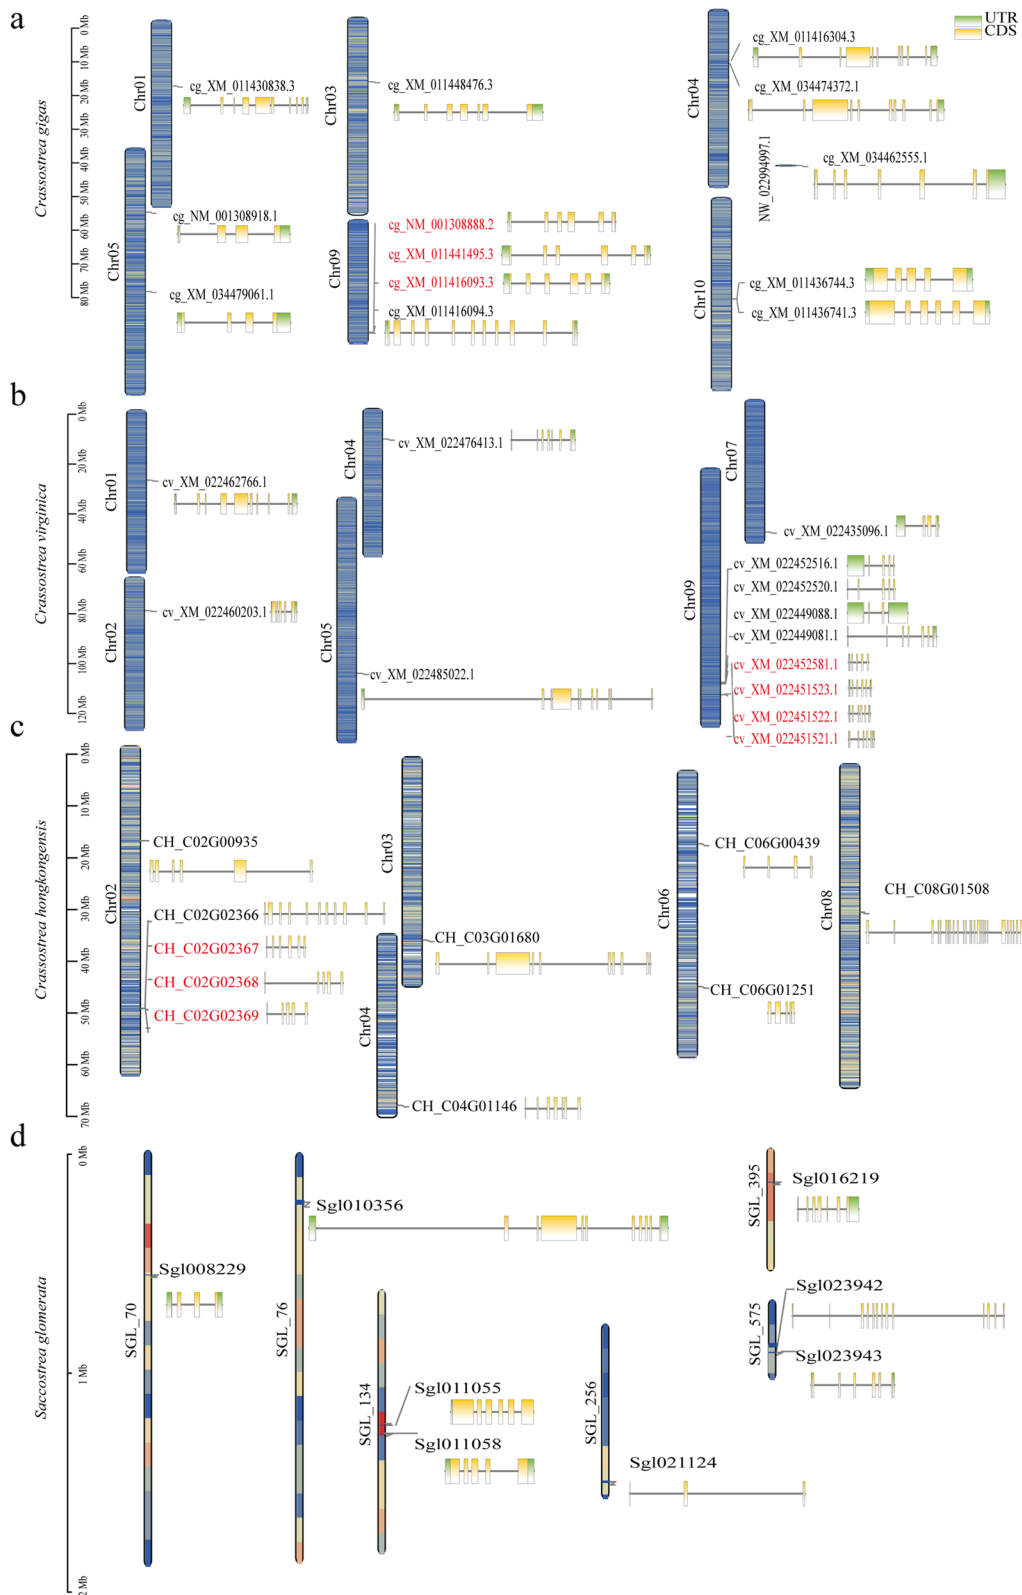 a
UTR
CDS
Crassostrea gigas
0 Mb
10 Mb
20 Mb
30 Mb
40 Mb
50 Mb
60 Mb
70 Mb
80 Mb
Chr01
cg_XM_011430838.3
Chr05
cg_NM_001308918.1
cg_XM_034479061.1
Chr03
cg_XM_011448476.3
Chr09
cg_NM_001308888.2
cg_XM_011441495.3
cg_XM_011416093.3
cg_XM_011416094.3
Chr04
cg_XM_011416304.3
cg_XM_034474372.1
NW_022994997.1
cg_XM_034462555.1
Chr10
cg_XM_011436744.3
cg_XM_011436741.3
b
Crassostrea virginica
0 Mb
20 Mb
40 Mb
60 Mb
80 Mb
100 Mb
120 Mb
Chr01
cv_XM_022462766.1
Chr02
cv_XM_022460203.1
Chr04
cv_XM_022476413.1
Chr05
cv_XM_022485022.1
Chr07
cv_XM_022435096.1
Chr09
cv_XM_022452516.1
cv_XM_022452520.1
cv_XM_022449088.1
cv_XM_022449081.1
cv_XM_022452581.1
cv_XM_022451523.1
cv_XM_022451522.1
cv_XM_022451521.1
c
Crassostrea hongkongensis
0 Mb
10 Mb
20 Mb
30 Mb
40 Mb
50 Mb
60 Mb
70 Mb
Chr02
CH_C02G00935
CH_C02G02366
CH_C02G02367
CH_C02G02368
CH_C02G02369
Chr03
CH_C03G01680
Chr04
CH_C04G01146
Chr06
CH_C06G00439
CH_C06G01251
Chr08
CH_C08G01508
d
Saccostrea glomerata
0 Mb
1 Mb
2 Mb
SGL_70
Sgl008229
SGL_76
Sgl010356
SGL_134
Sgl011055
Sgl011058
SGL_256
Sgl021124
SGL_395
Sgl016219
SGL_575
Sgl023942
Sgl023943